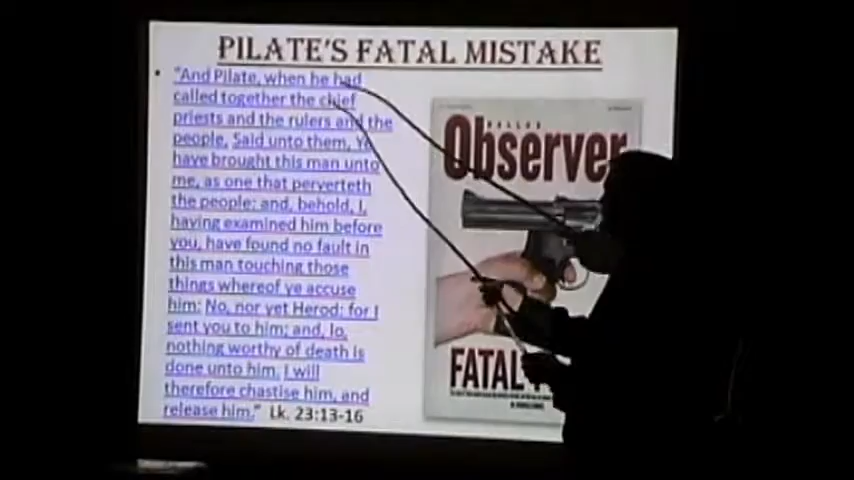 PILATE'S FATAL MISTAKE
• "And Pilate, when he had
called together the chief
priests and the rulers and the
people, Said unto them, Ye
have brought this man unto
me, as one that perverteth
the people: and, behold, I,
having examined him before
you, have found no fault in
this man touching those
things whereof ye accuse
him: No, nor yet Herod: for I
sent you to him; and, lo,
nothing worthy of death is
done unto him. I will
therefore chastise him, and
release him." Lk. 23:13-16
DALLAS
Observer
FATAL